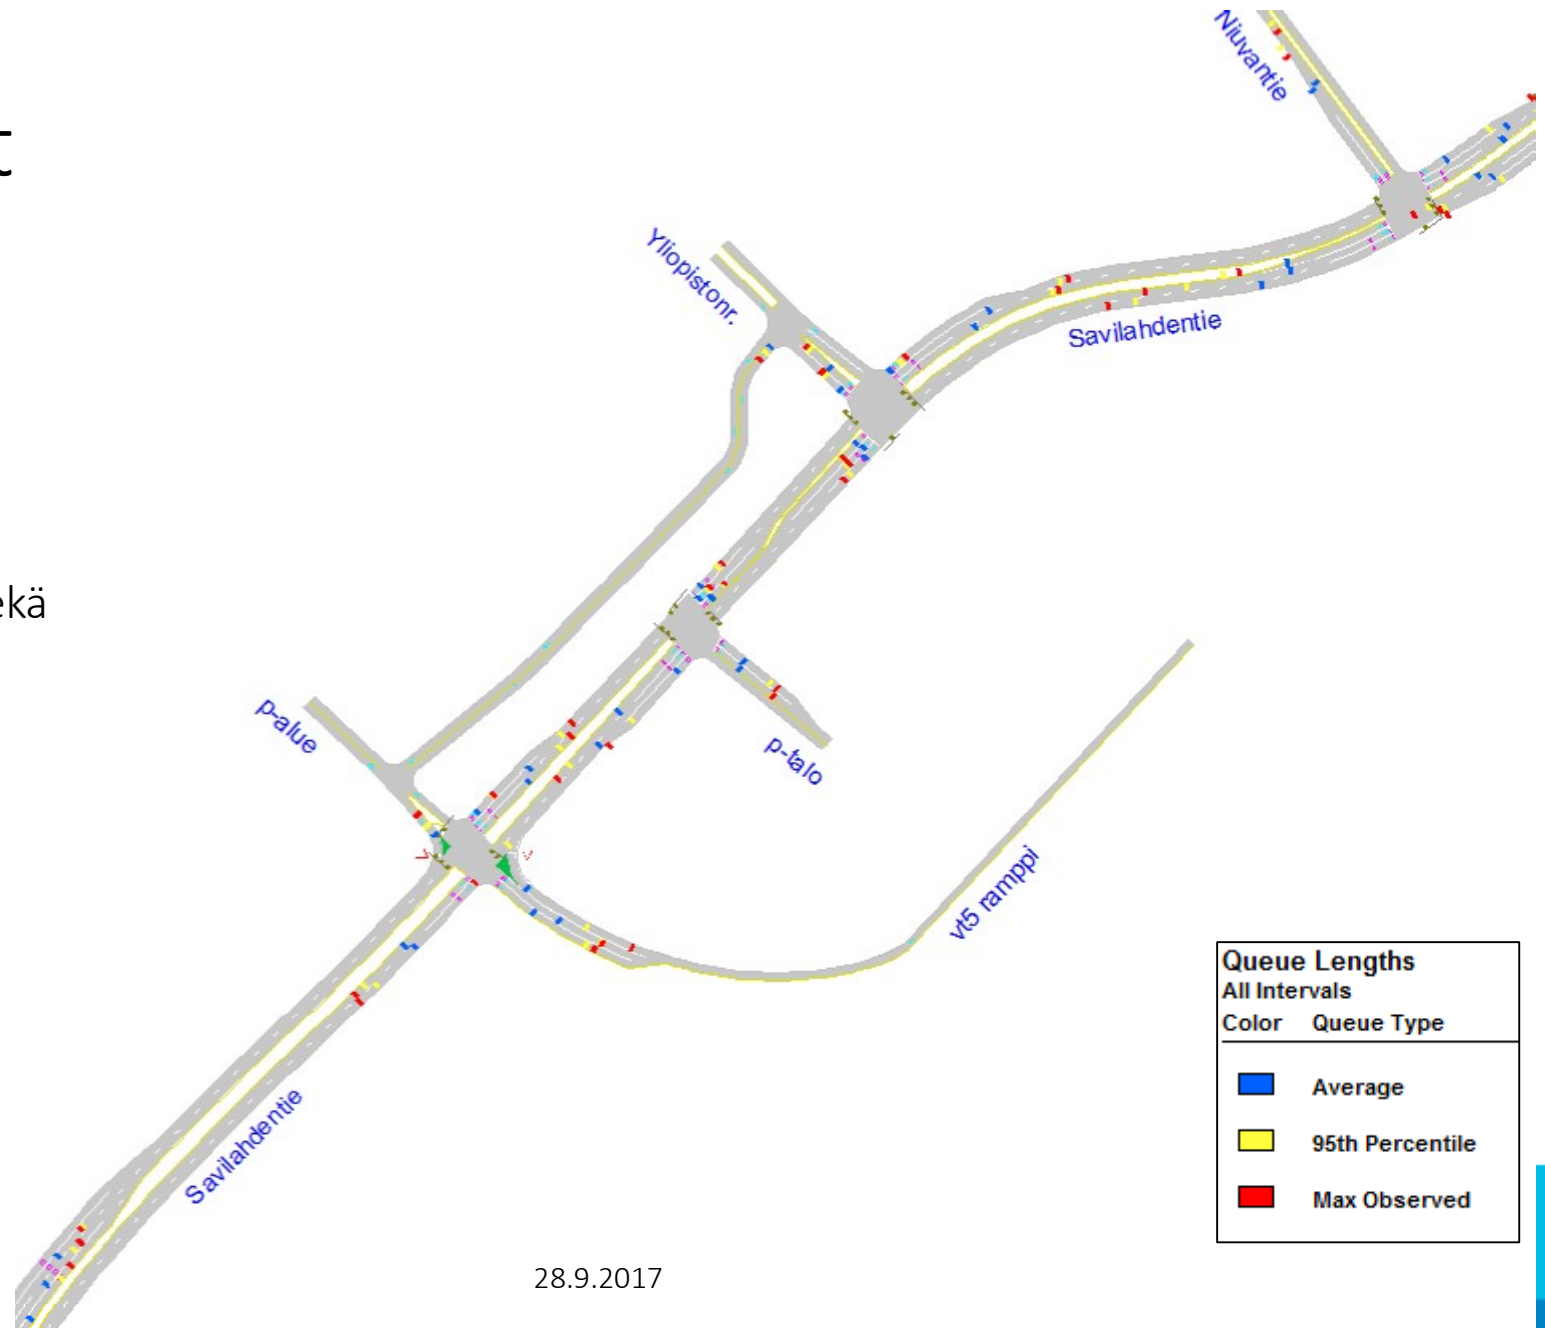 t
Niuvantie
Yliopistonr.
Savilahdentie
ekä
p-alue
p-talo
vt5 ramppi
Savilahdentie
Queue Lengths
All Intervals
Color Queue Type
Average
95th Percentile
Max Observed
28.9.2017